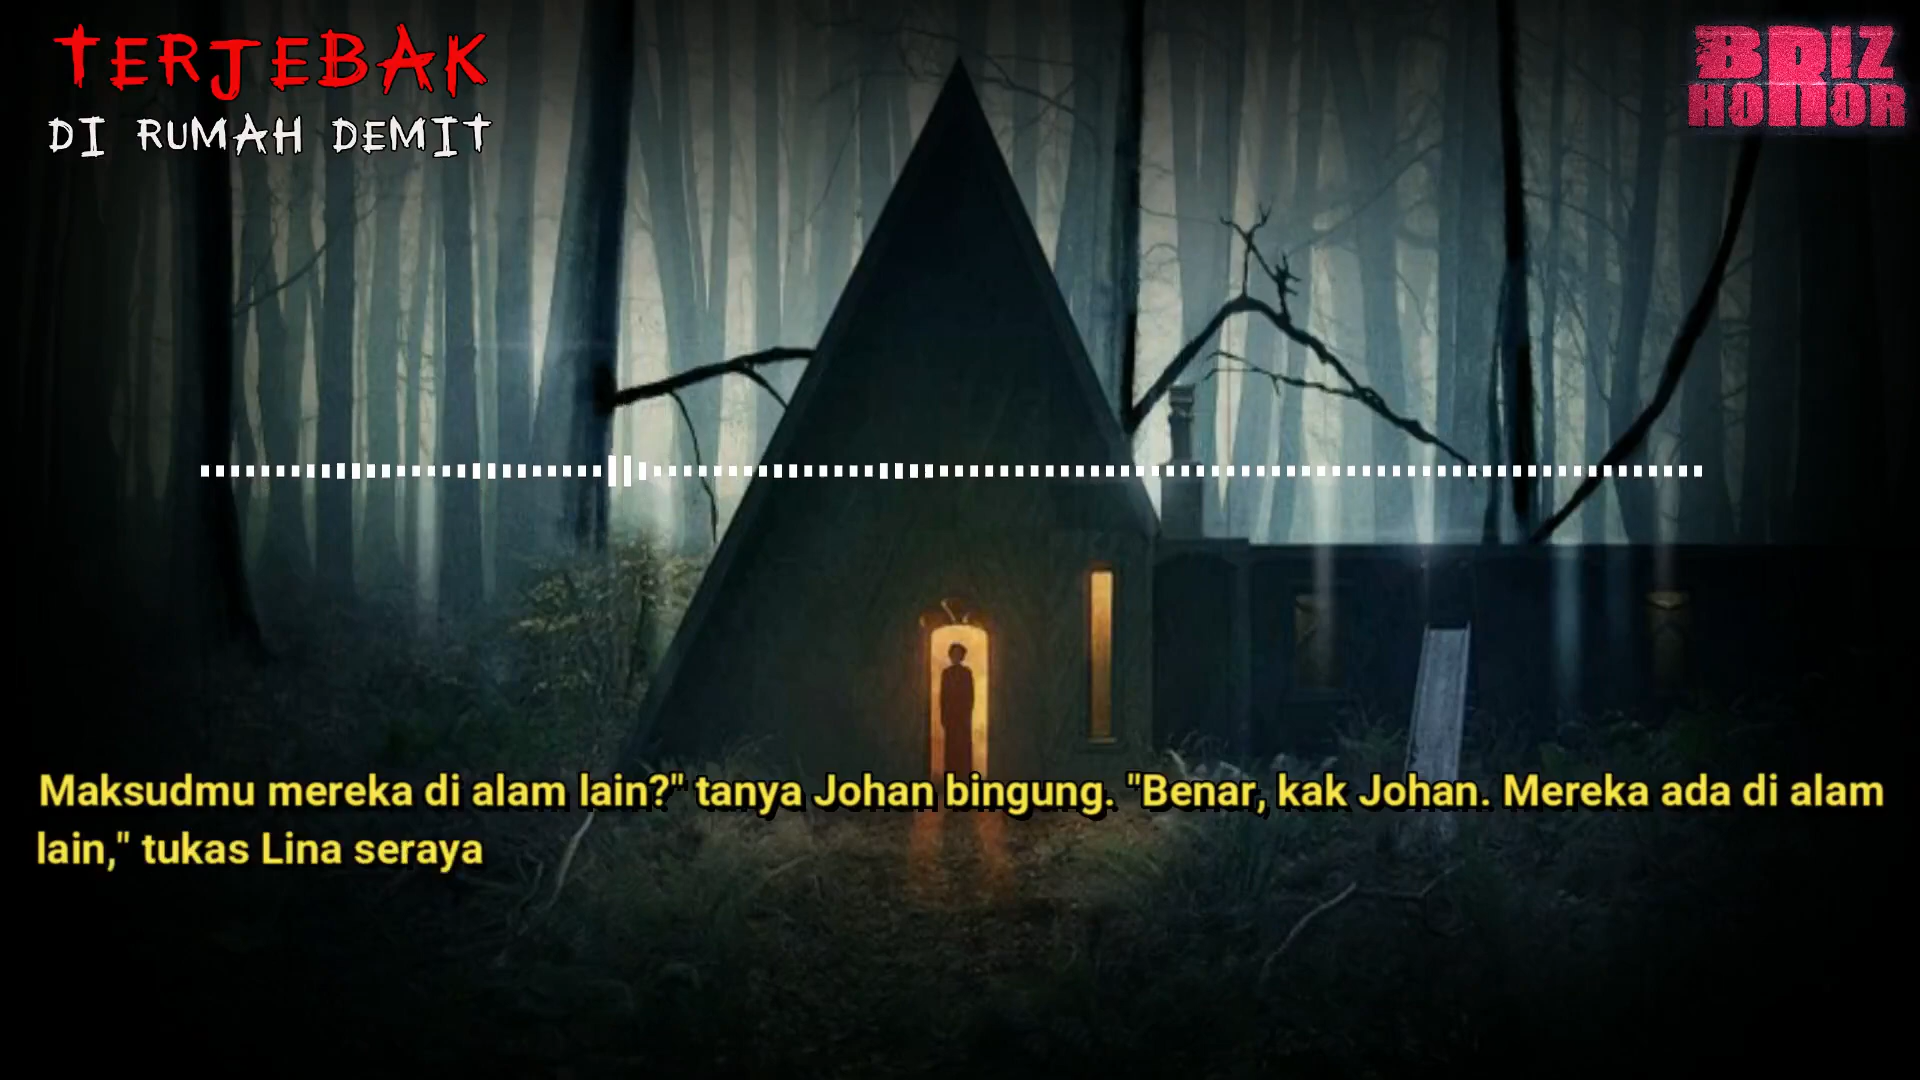 TERJEBAK
DI RUMAH DEMIT
BRIZ
HORROR
Maksudmu mereka di alam lain?" tanya Johan bingung. "Benar, kak Johan. Mereka ada di alam
lain," tukas Lina seraya